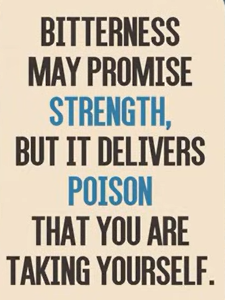 BITTERNESS
MAY PROMISE
STRENGTH,
BUT IT DELIVERS
POISON
THAT YOU ARE
TAKING YOURSELF.